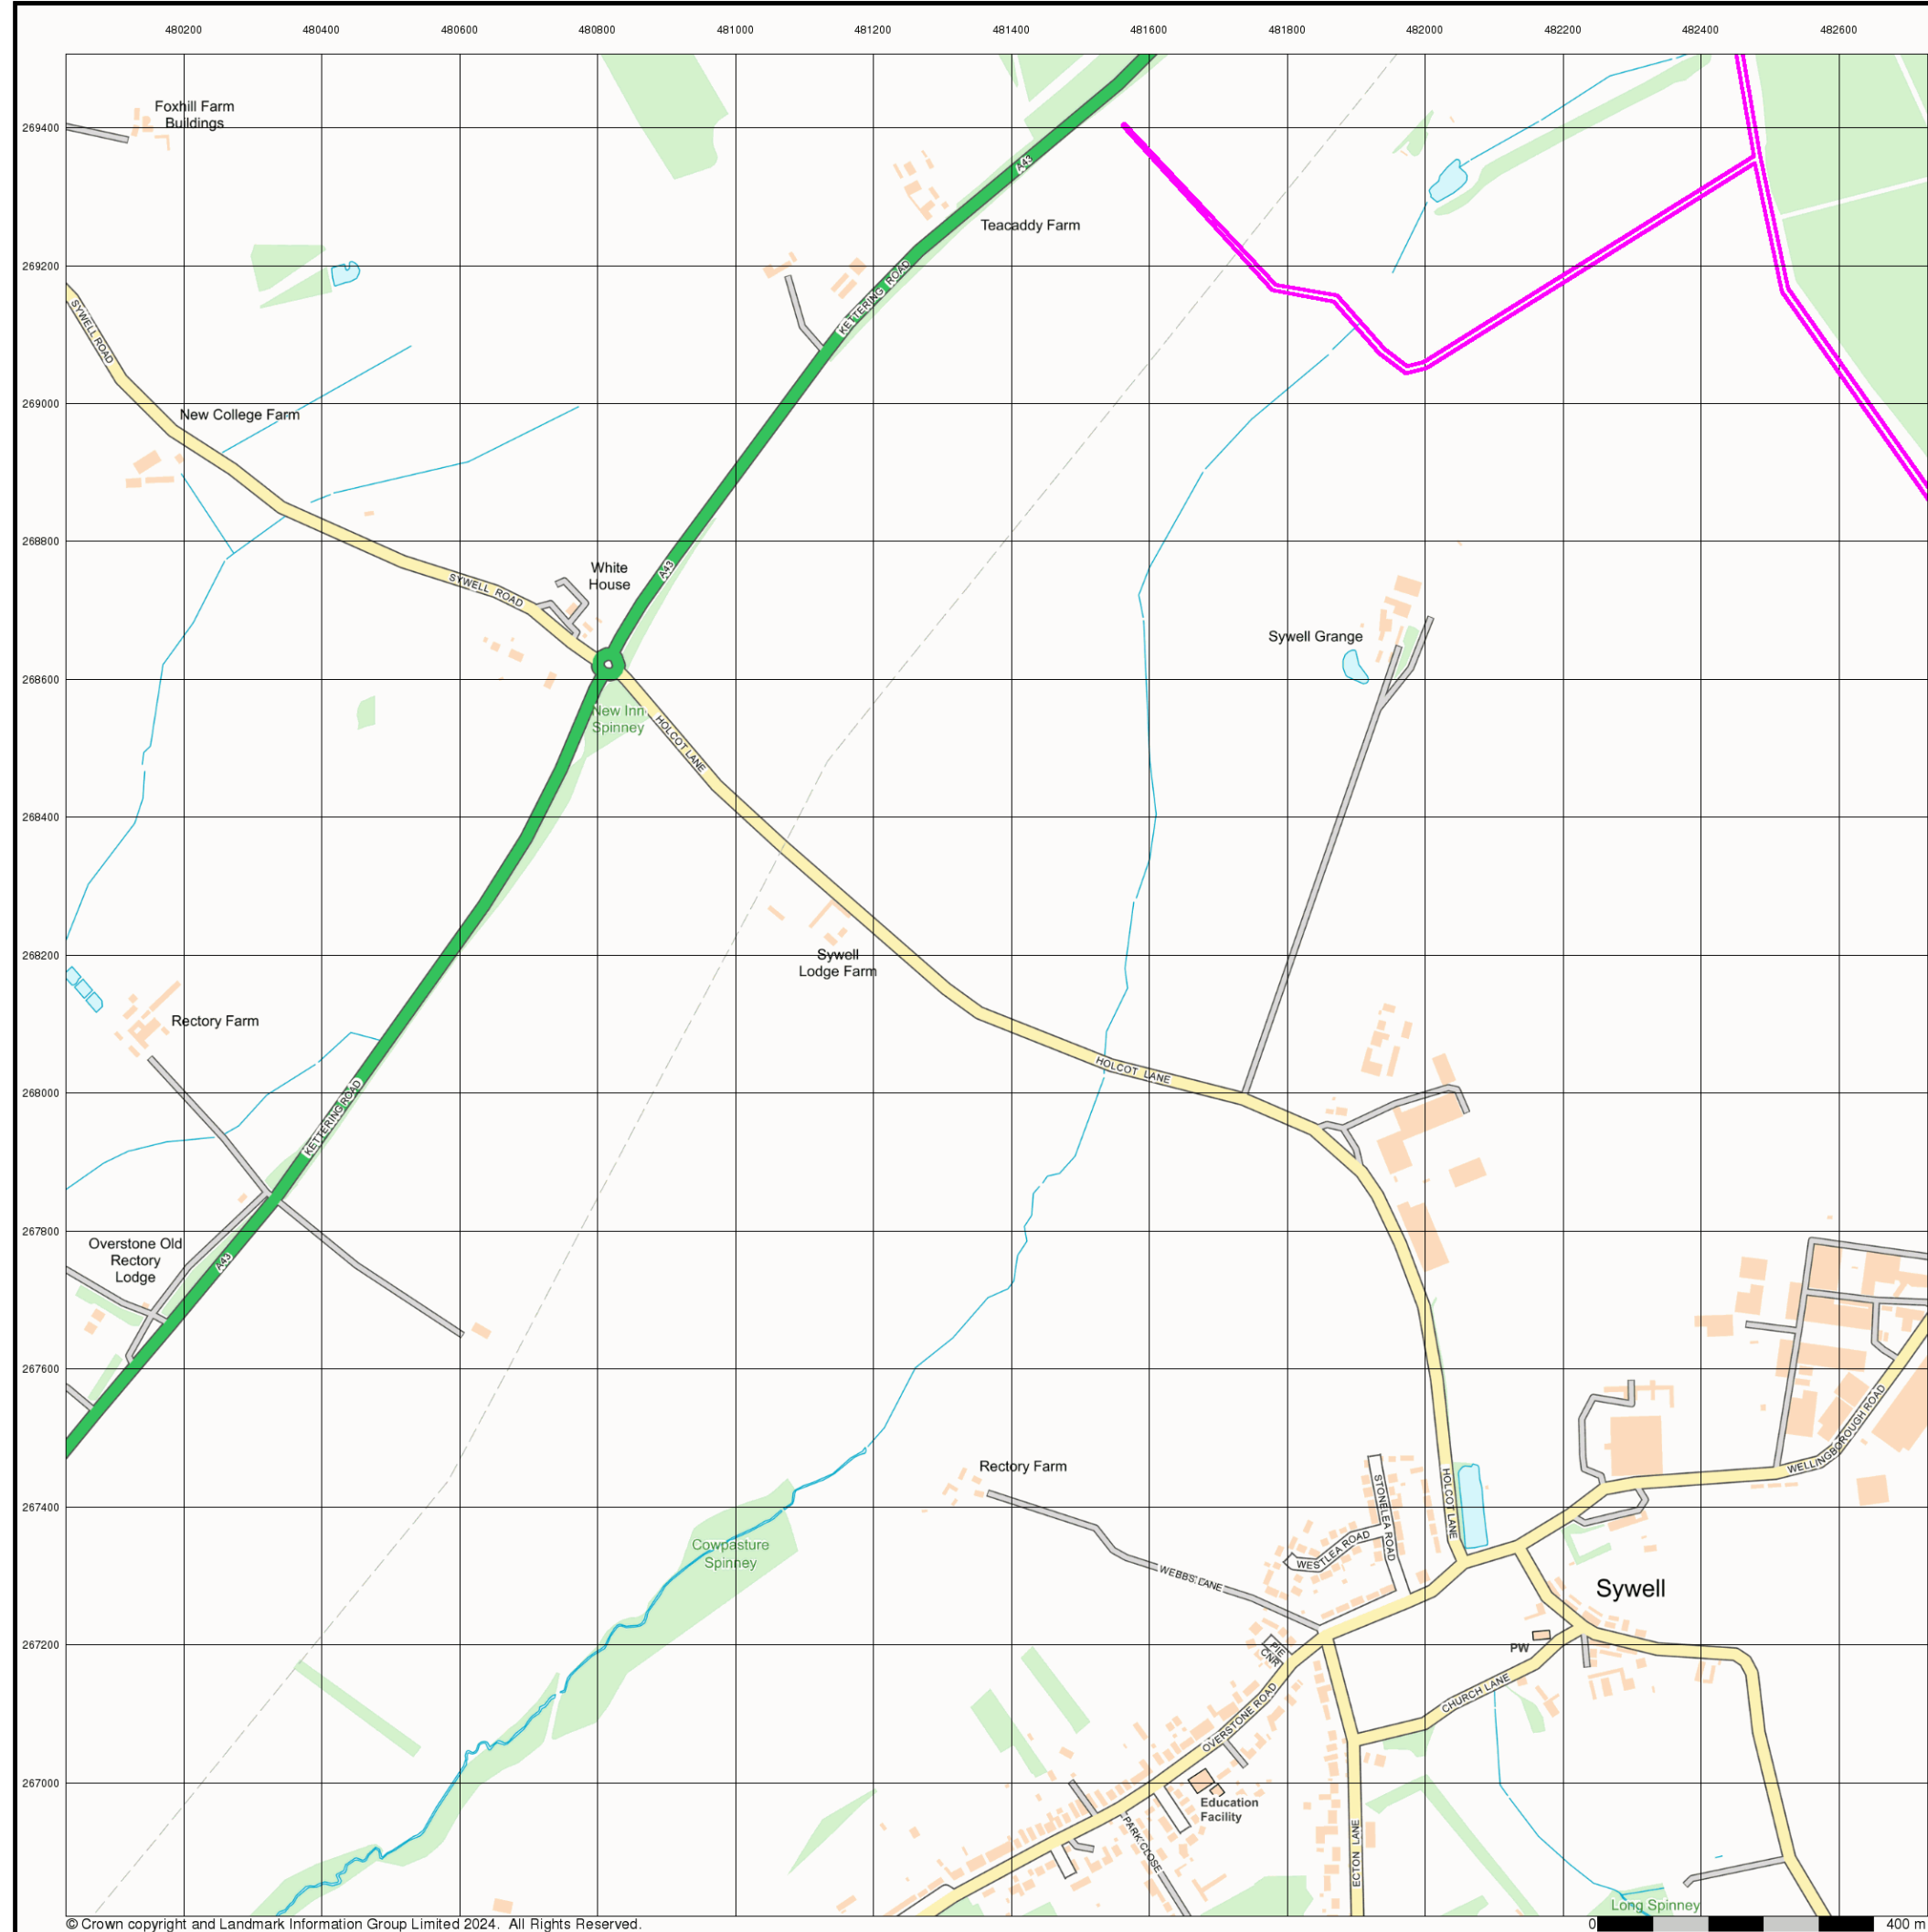 480200 480400 480600 480800 481000 481200 481400 481600 481800 482000 482200 482400 482600
Foxhill Farm
Buildings
269400
A43
Teacaddy Farm
269200
KETTERING ROAD
SYWELL ROAD
269000
New College Farm
268800
White
House
A43
SYWELL ROAD
Sywell Grange
268600
New Inn
Spinney
HOLCOT LANE
268400
268200
Sywell
Lodge Farm
Rectory Farm
HOLCOT LANE
268000
KETTERING ROAD
267800
Overstone Old
Rectory
Lodge
A43
267600
WELLINGBOROUGH ROAD
Rectory Farm
STONELEA ROAD
HOLCOT LANE
267400
Cowpasture
Spinney
WESTLEA ROAD
WEBBS LANE
Sywell
267200
PIE
CNR
PW
CHURCH LANE
OVERSTONE ROAD
267000
Education
Facility
PARK CLOSE
ECTON LANE
Long Spinney
© Crown copyright and Landmark Information Group Limited 2024. All Rights Reserved.
0 400 m